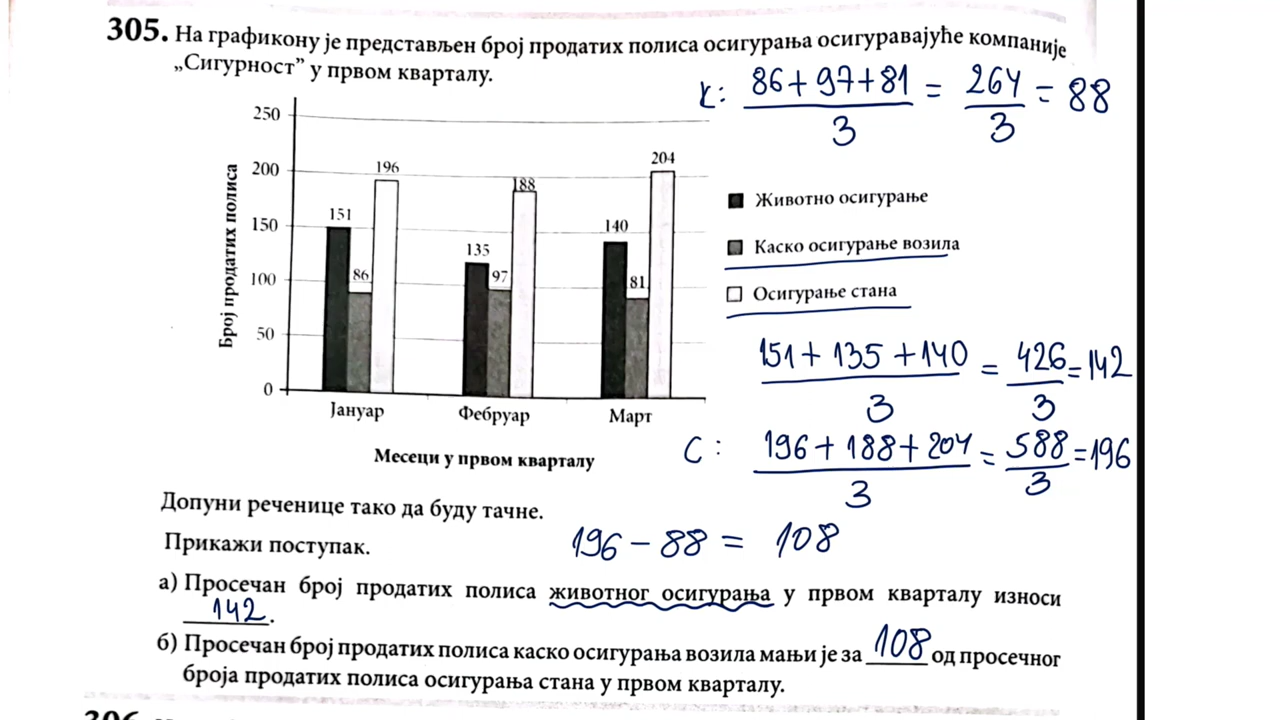 305. На графикону је представљен број продатих полиса осигурања осигуравајуће компаније
„Сигурност” у првом кварталу.
К: 86+97+81 / 3 = 264 / 3 = 88
Број продатих полиса
250
200
150
100
50
0
151
86
196
135
97
188
140
81
204
Јануар
Фебруар
Март
Месеци у првом кварталу
Животно осигурање
Каско осигурање возила
Осигурање стана
151+135+140 / 3 = 426 / 3 = 142
С: 196+188+204 / 3 = 588 / 3 = 196
Допуни реченице тако да буду тачне.
Прикажи поступак.
196-88 = 108
а) Просечан број продатих полиса животног осигурања у првом кварталу износи
142.
б) Просечан број продатих полиса каско осигурања возила мањи је за 108 од просечног
броја продатих полиса осигурања стана у првом кварталу.